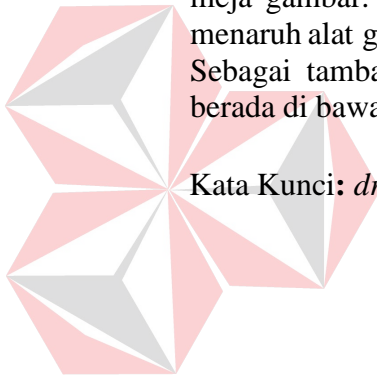 meja gambar.
menaruh alat g
Sebagai tamba
berada di bawa
Kata Kunci: dr